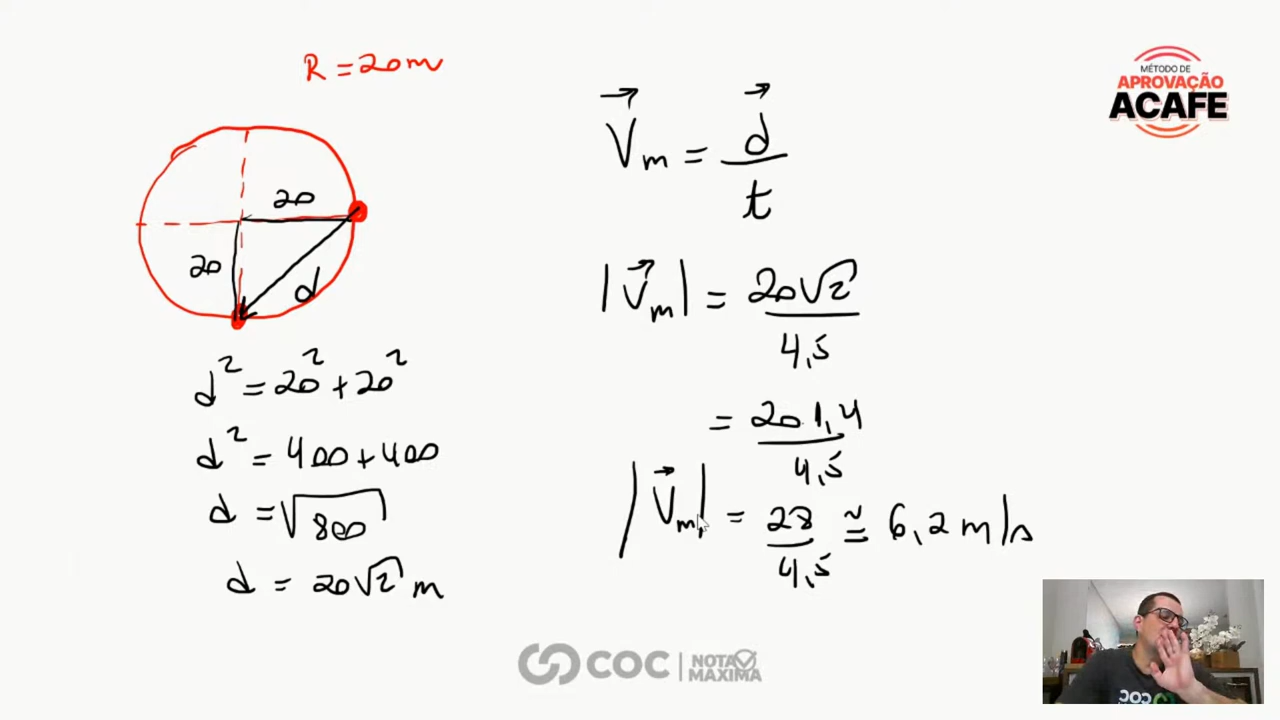 R = 20m
MÉTODO DE
APROVAÇÃO
ACAFE
20
20
d
d² = 20² + 20²
d² = 400 + 400
d = √800
d = 20√2 m
V⃗m = d⃗/t
|V⃗m| = 20√2/4,5
= 20.1,4/4,5
|V⃗m| = 28/4,5 ≅ 6,2 m/s
COC
NOTA
MÁXIMA
COC